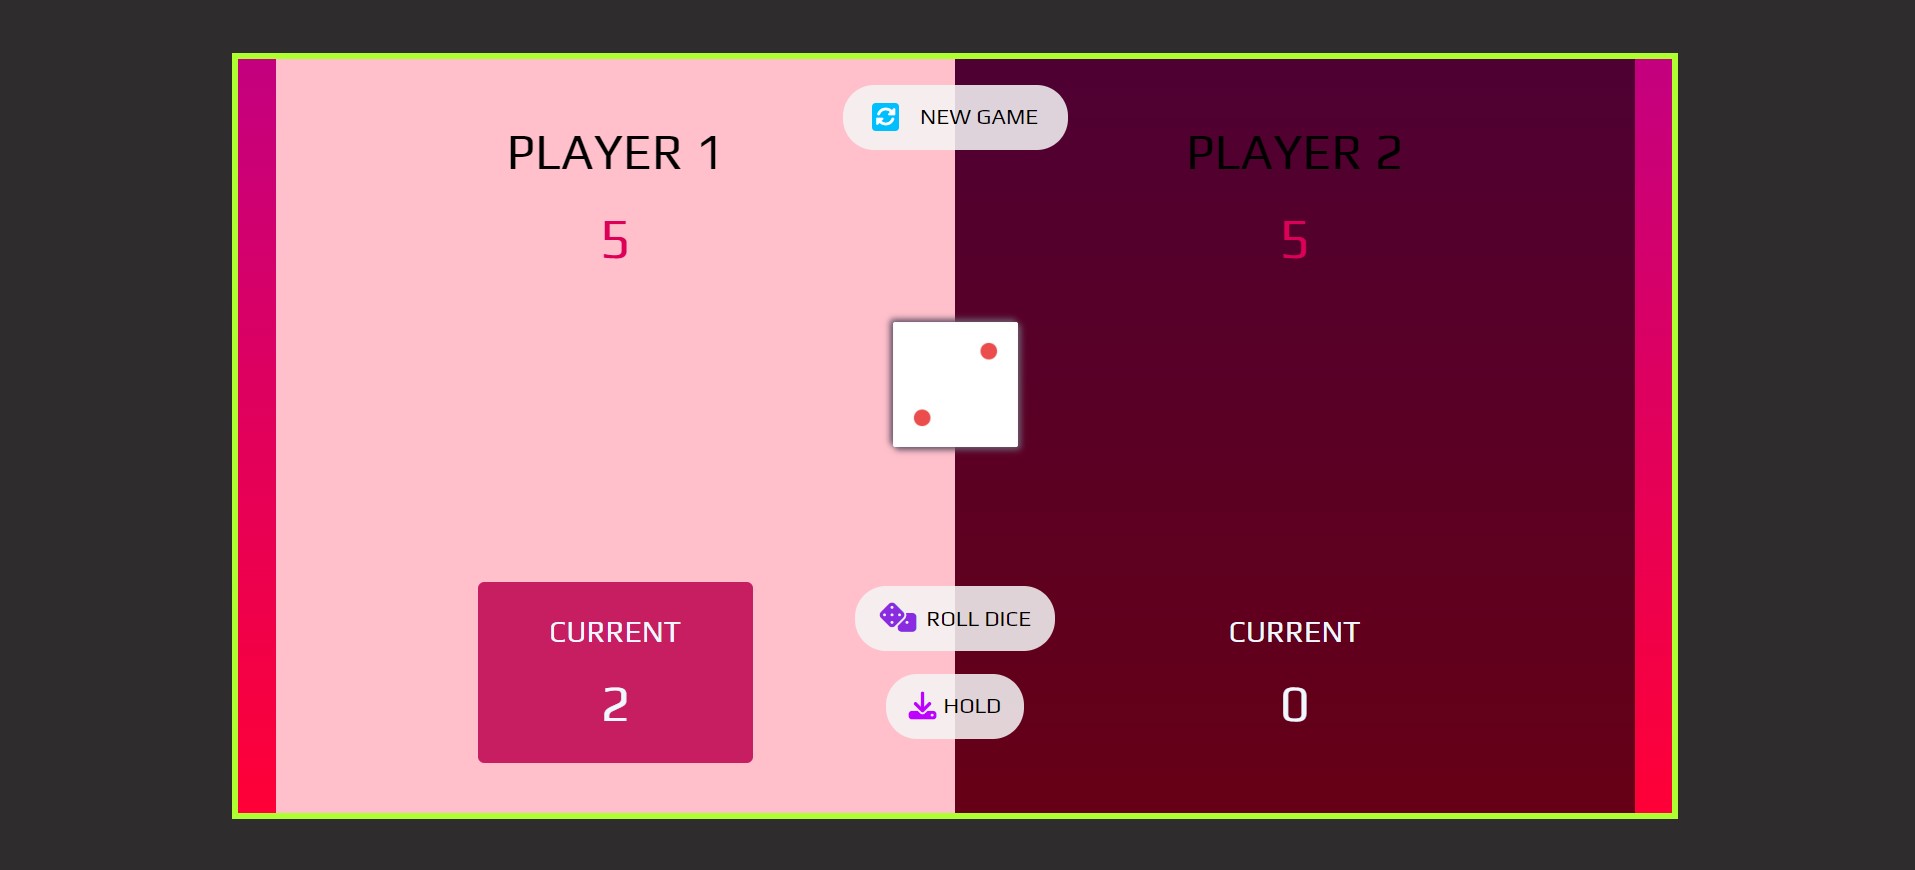 NEW GAME
PLAYER 1
5
PLAYER 2
5
CURRENT
2
ROLL DICE
HOLD
CURRENT
0